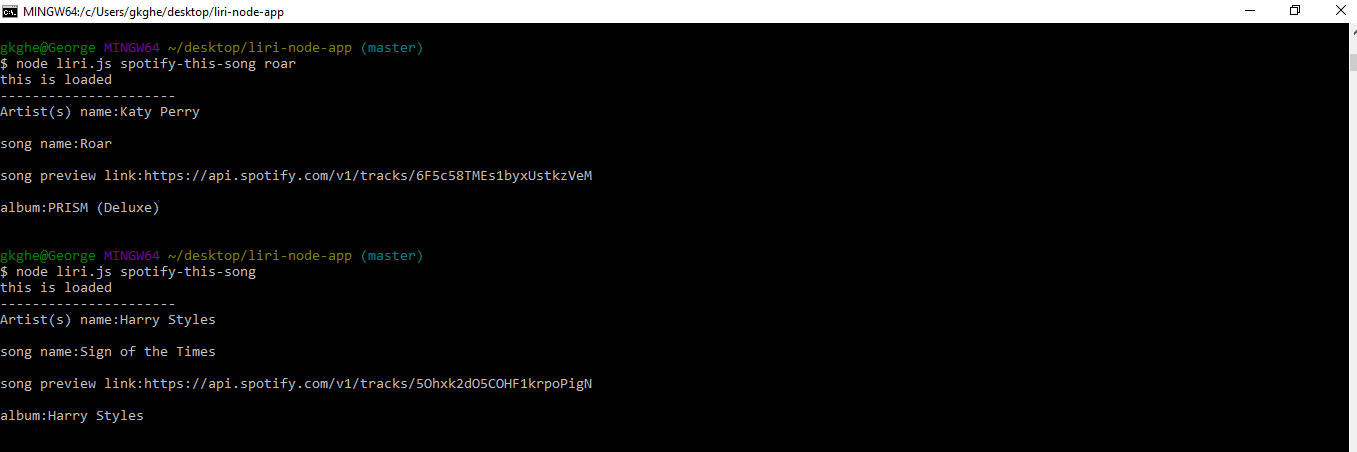 MINGW64:/c/Users/gkghe/desktop/liri-node-app
gkghe@George MINGW64 ~/desktop/liri-node-app (master)
$ node liri.js spotify-this-song roar
this is loaded
----------------------
Artist(s) name:Katy Perry
song name:Roar
song preview link:https://api.spotify.com/v1/tracks/6F5c58TMEs1byxUstkzVeM
album:PRISM (Deluxe)
gkghe@George MINGW64 ~/desktop/liri-node-app (master)
$ node liri.js spotify-this-song
this is loaded
----------------------
Artist(s) name:Harry Styles
song name:Sign of the Times
song preview link:https://api.spotify.com/v1/tracks/5Ohxk2dO5COHF1krpoPigN
album:Harry Styles